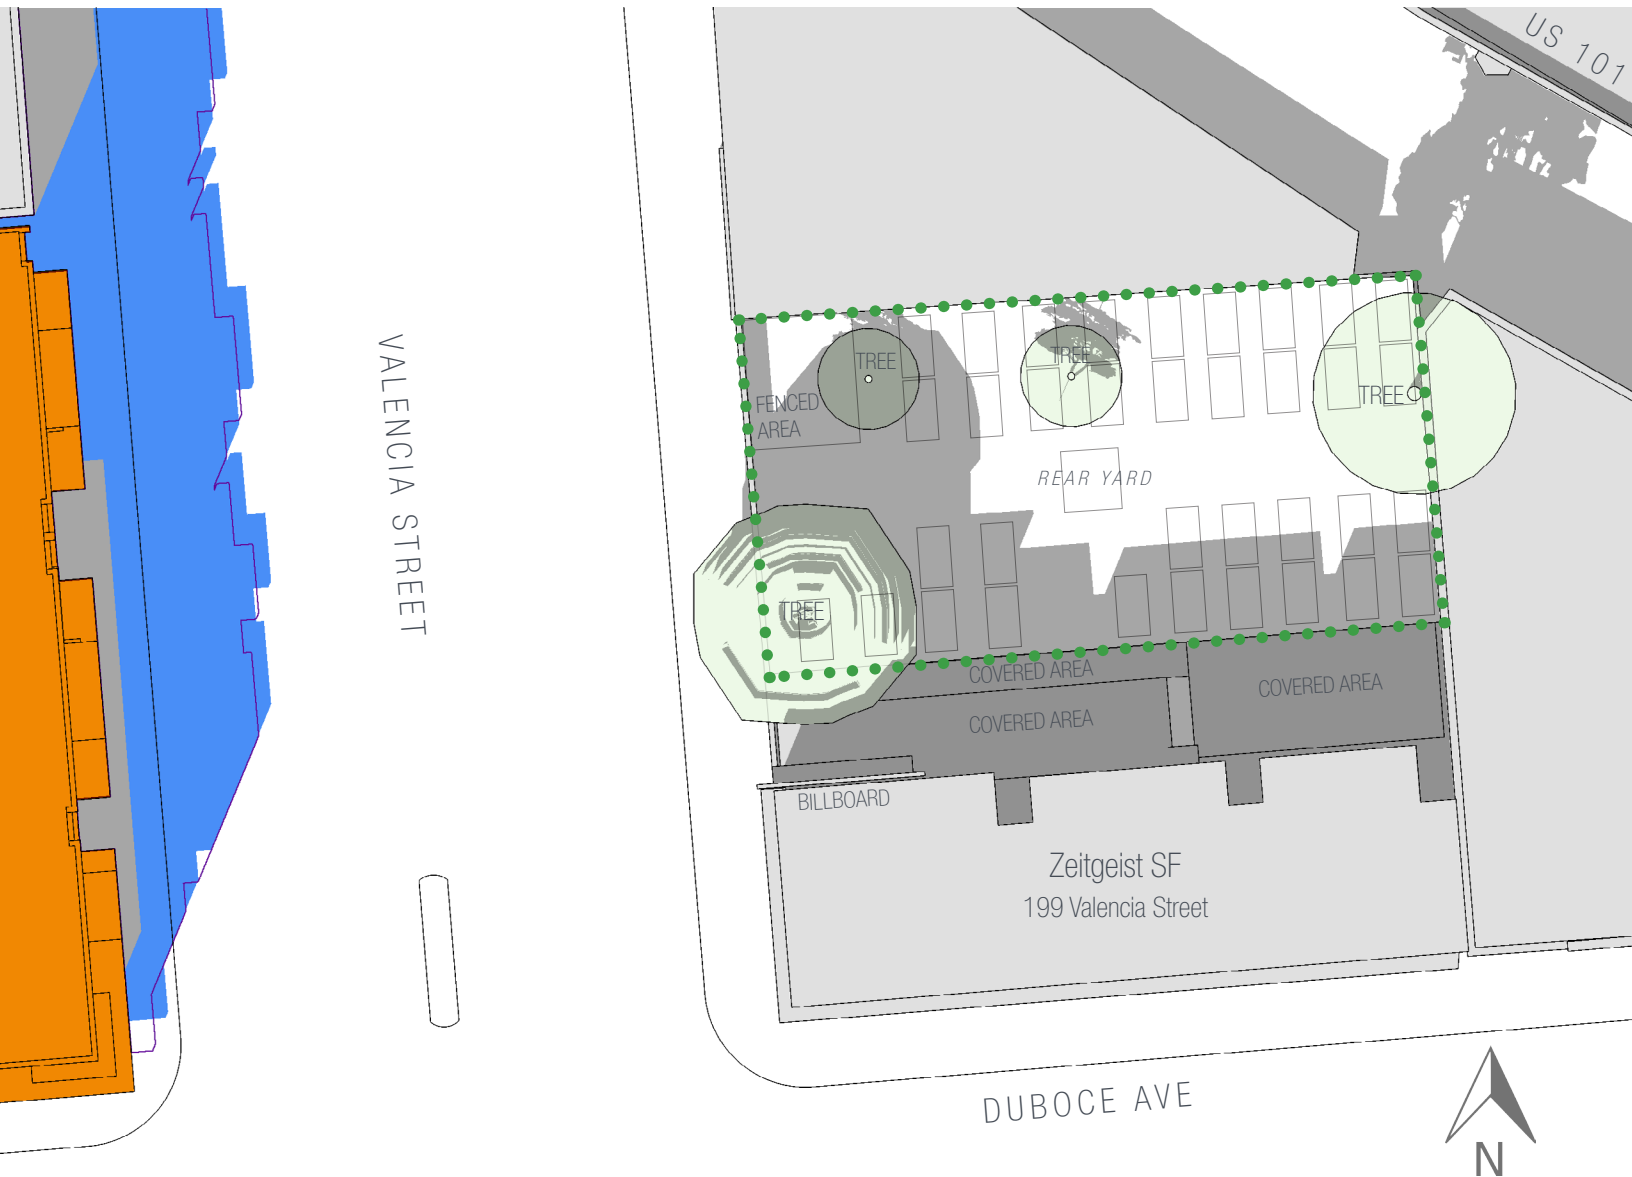 US 101
VALENCIA STREET
TREE
TREE
TREE
FENCED
AREA
REAR YARD
TREE
COVERED AREA
COVERED AREA
COVERED AREA
BILLBOARD
Zeitgeist SF
199 Valencia Street
DUBOCE AVE
N